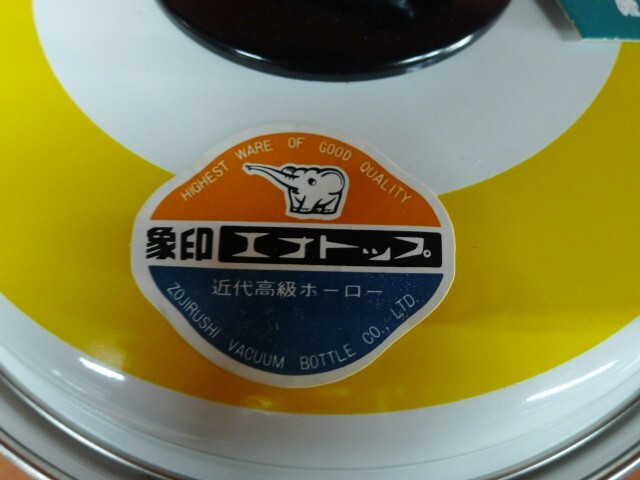 HIGHEST WARE OF GOOD QUALITY
象印 エオトップ
近代高級ホーロー
ZOJIRUSHI VACUUM BOTTLE CO., LTD.